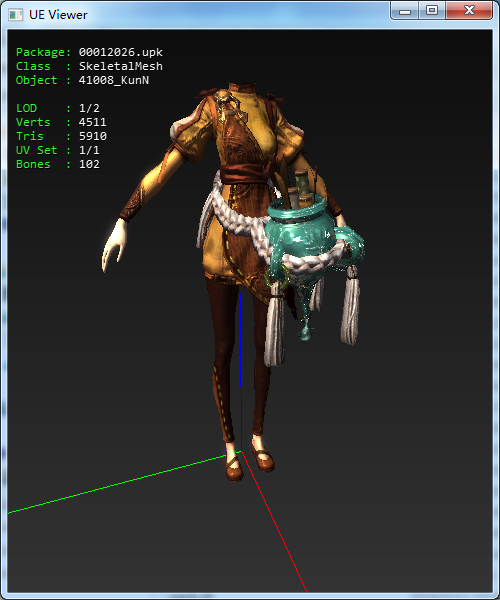 UE Viewer
Package: 00012026.upk
Class : SkeletalMesh
Object : 41008_KunN
LOD : 1/2
Verts : 4511
Tris : 5910
UV Set : 1/1
Bones : 102